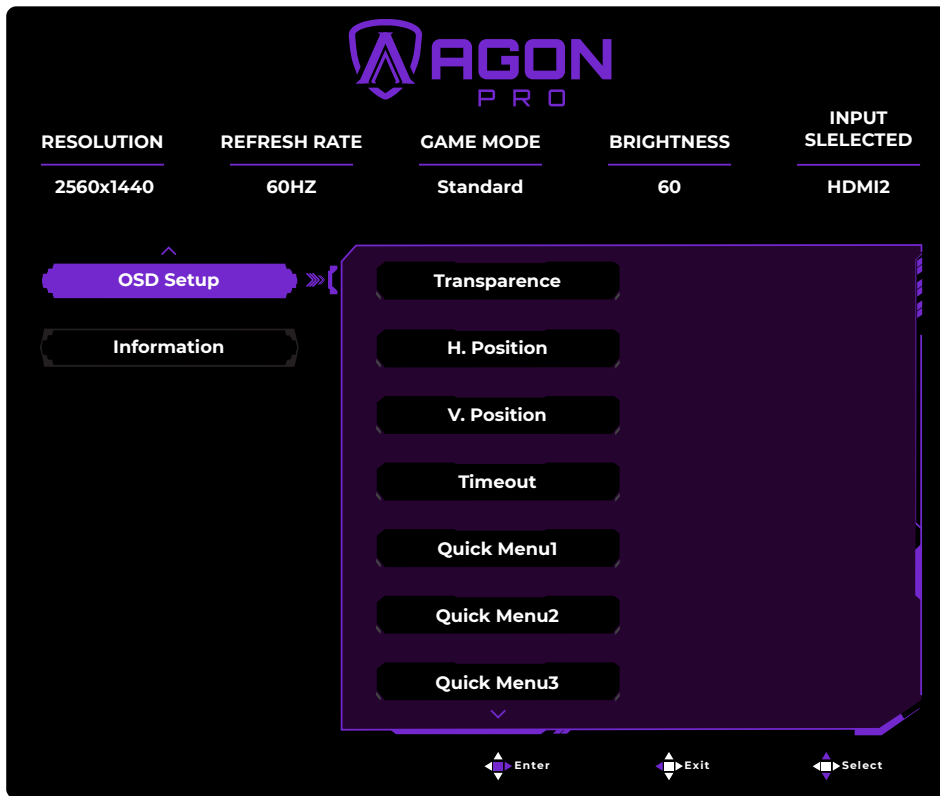 AGON
PRO
RESOLUTION REFRESH RATE GAME MODE BRIGHTNESS INPUT SLELECTED
2560x1440 60HZ Standard 60 HDMI2
OSD Setup
Information
Transparence
H. Position
V. Position
Timeout
Quick Menu1
Quick Menu2
Quick Menu3
Enter Exit Select